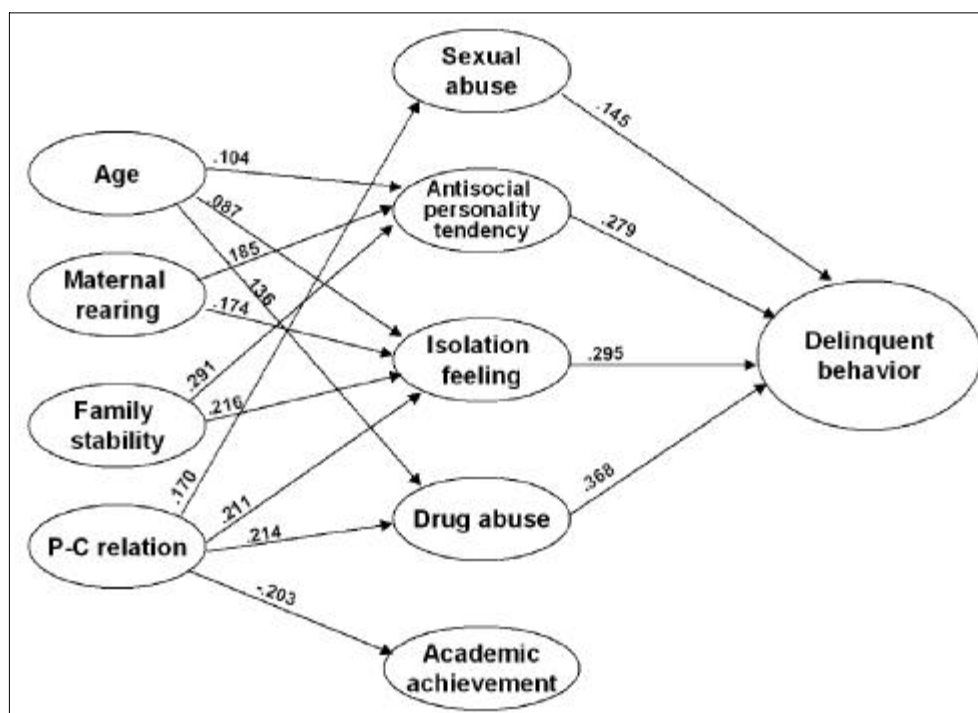 Sexual
abuse
.145
Age
.104
.087
Antisocial
personality
tendency
.279
Maternal
rearing
.185
.174
.136
Isolation
feeling
.295
Delinquent
behavior
Family
stability
.291
.216
P-C relation
.170
.211
.214
Drug abuse
.368
-.203
Academic
achievement